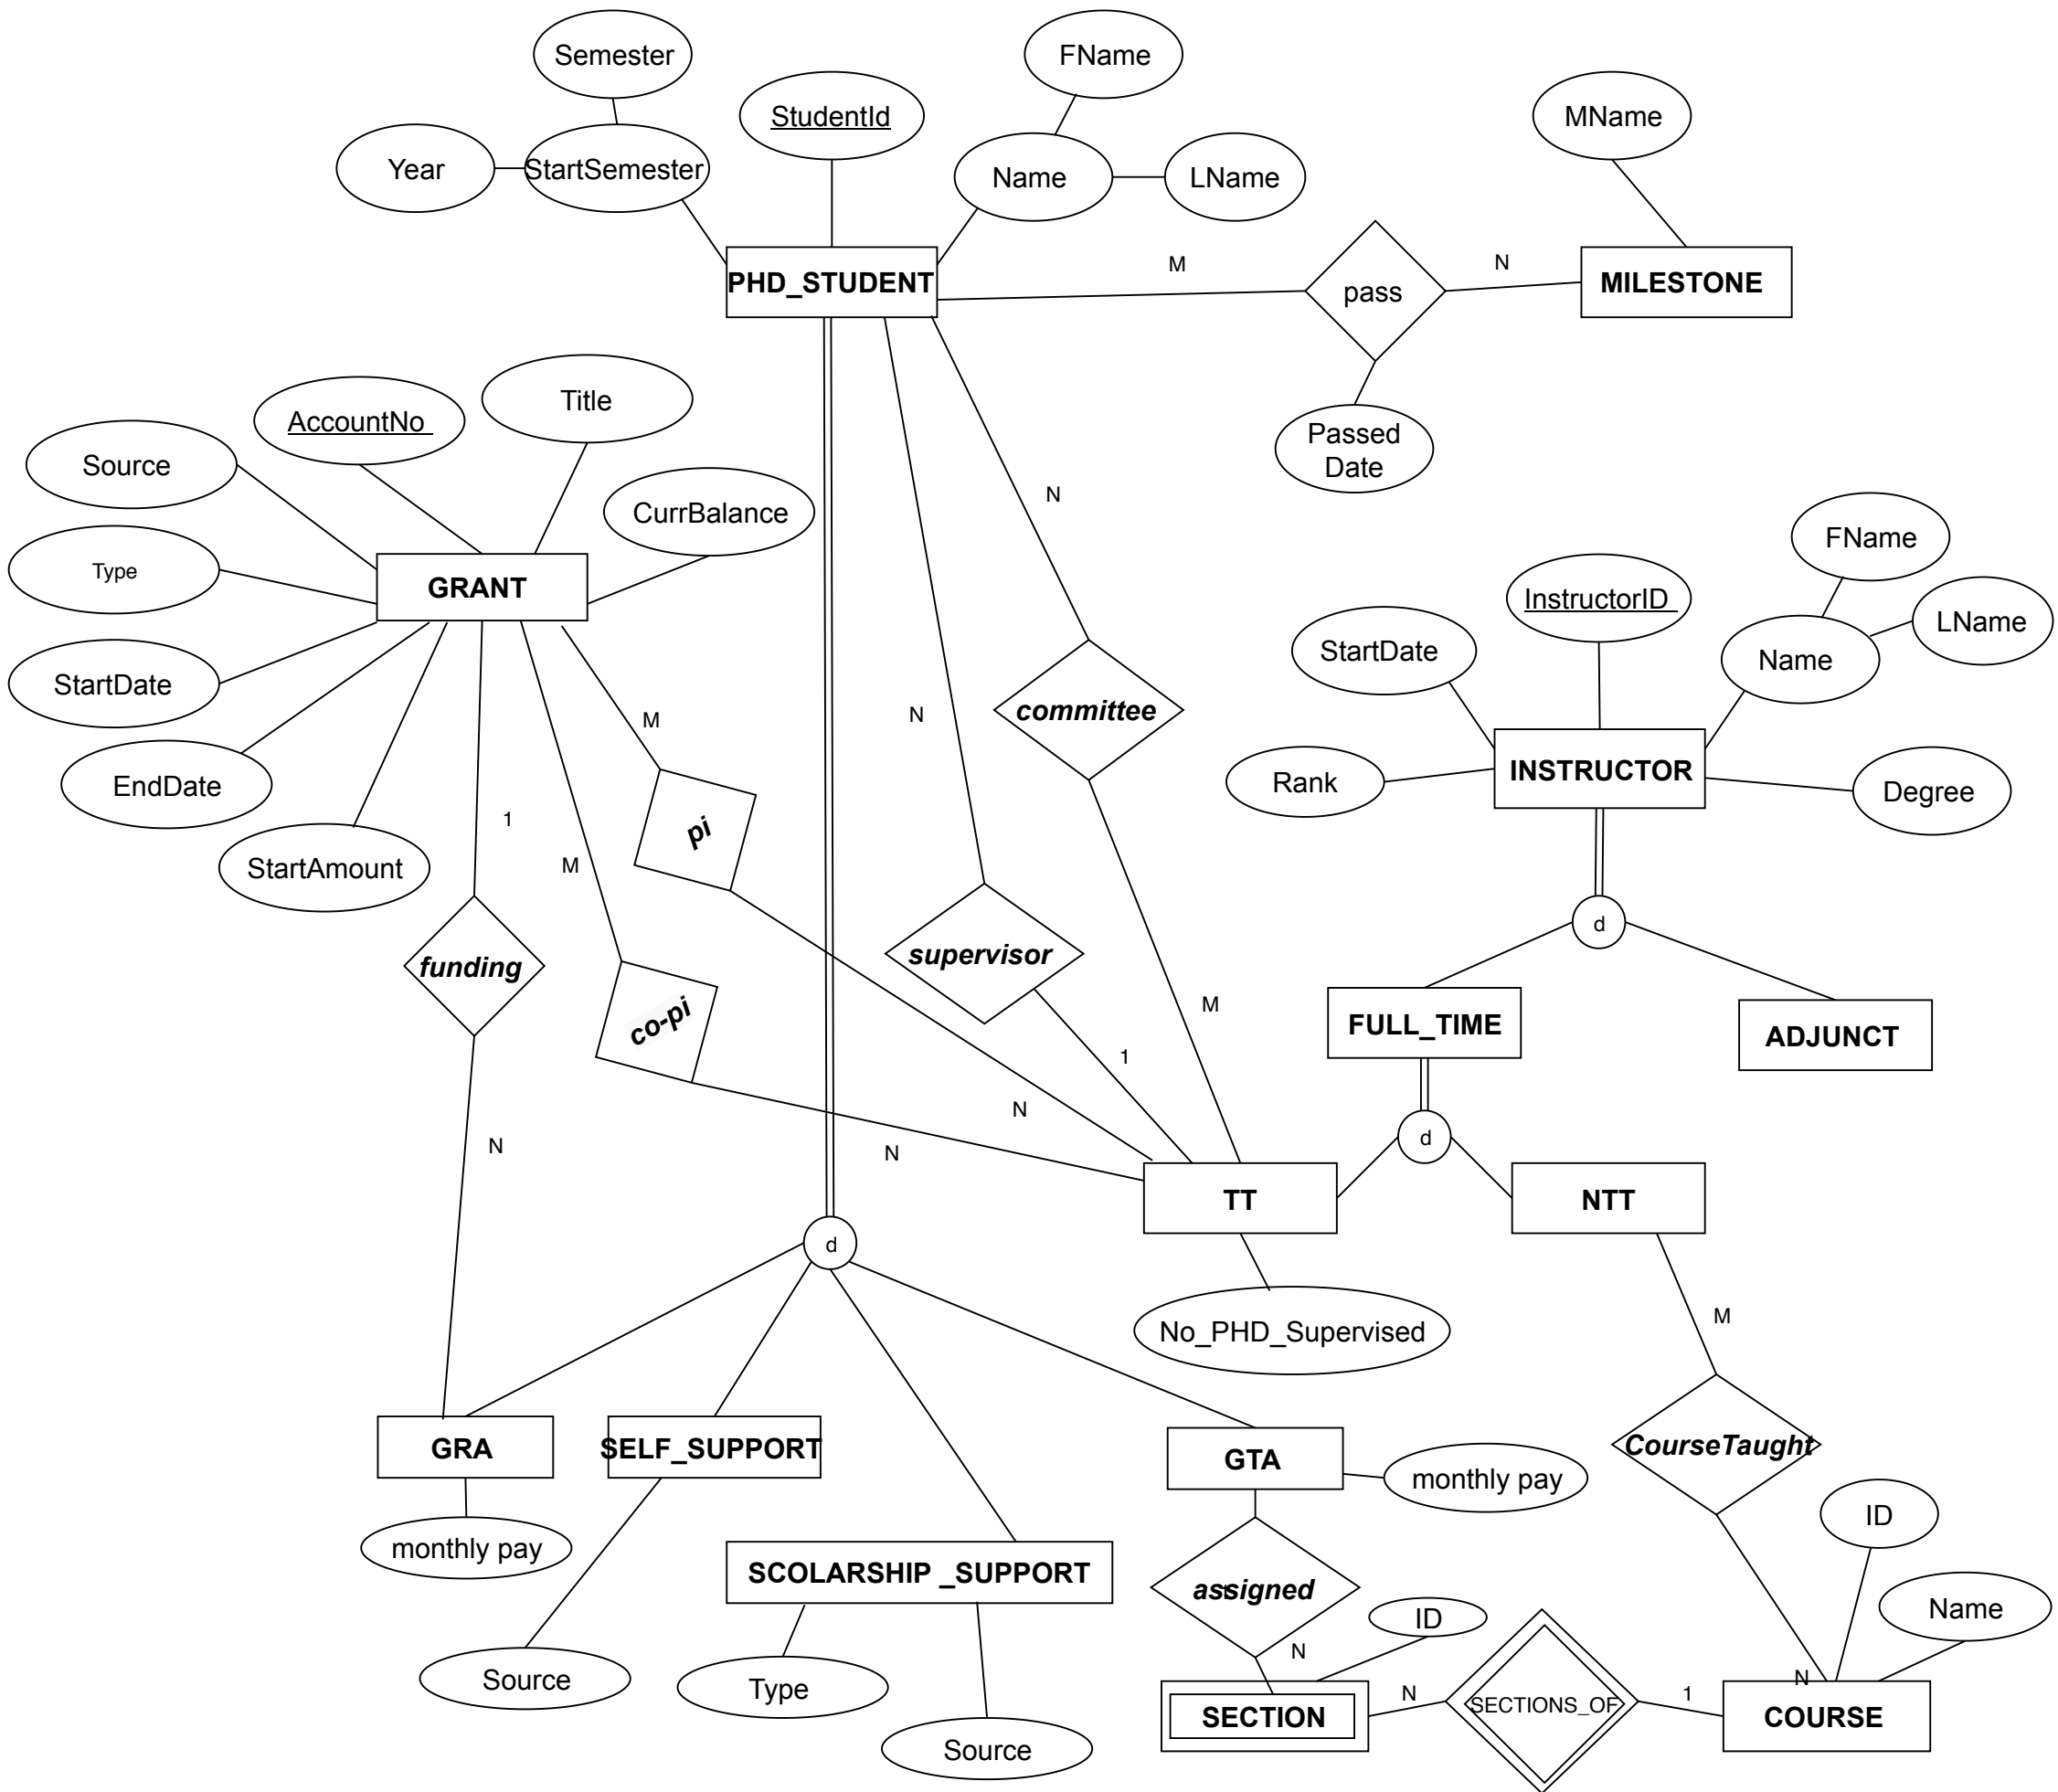 Semester
FName
StudentId
MName
Year
StartSemester
Name
LName
PHD_STUDENT
M
pass
N
MILESTONE
Passed
Date
AccountNo
Title
Source
CurrBalance
Type
GRANT
StartDate
EndDate
StartAmount
N
FName
InstructorID
StartDate
Name
LName
INSTRUCTOR
Rank
Degree
committee
N
M
pi
1
M
funding
co-pi
supervisor
d
M
1
FULL_TIME
ADJUNCT
N
N
N
d
TT
NTT
d
No_PHD_Supervised
M
GRA
SELF_SUPPORT
GTA
CourseTaught
monthly pay
monthly pay
ID
SCOLARSHIP _SUPPORT
assigned
ID
Name
N
Source
Type
Source
SECTION
N
SECTIONS_OF
1
N
COURSE